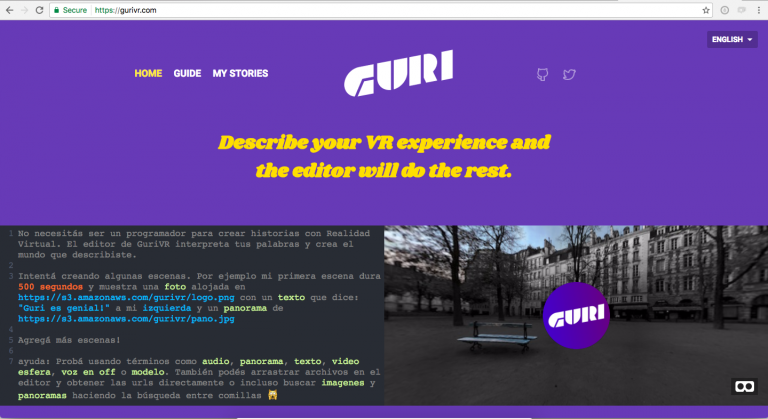 Secure https://gurivr.com
ENGLISH
HOME GUIDE MY STORIES GURI
Describe your VR experience and
the editor will do the rest.
1 No necesitás ser un programador para crear historias con Realidad
Virtual. El editor de GuriVR interpreta tus palabras y crea el
mundo que describiste.
2
3 Intentá creando algunas escenas. Por ejemplo mi primera escena dura
500 segundos y muestra una foto alojada en
https://s3.amazonaws.com/gurivr/logo.png con un texto que dice:
"Guri es genial!" a mi izguierda y un panorama de
https://s3.amazonaws.com/gurivr/pano.jpg
4
5 Agregá más escenas!
6
7 ayuda: Probá usando términos como audio, panorama, texto, video
esfera, voz en off o modelo. También podés arrastrar archivos en el
editor y obtener las urls directamente o incluso buscar imagenes y
panoramas haciendo la búsqueda entre comillas
GURI